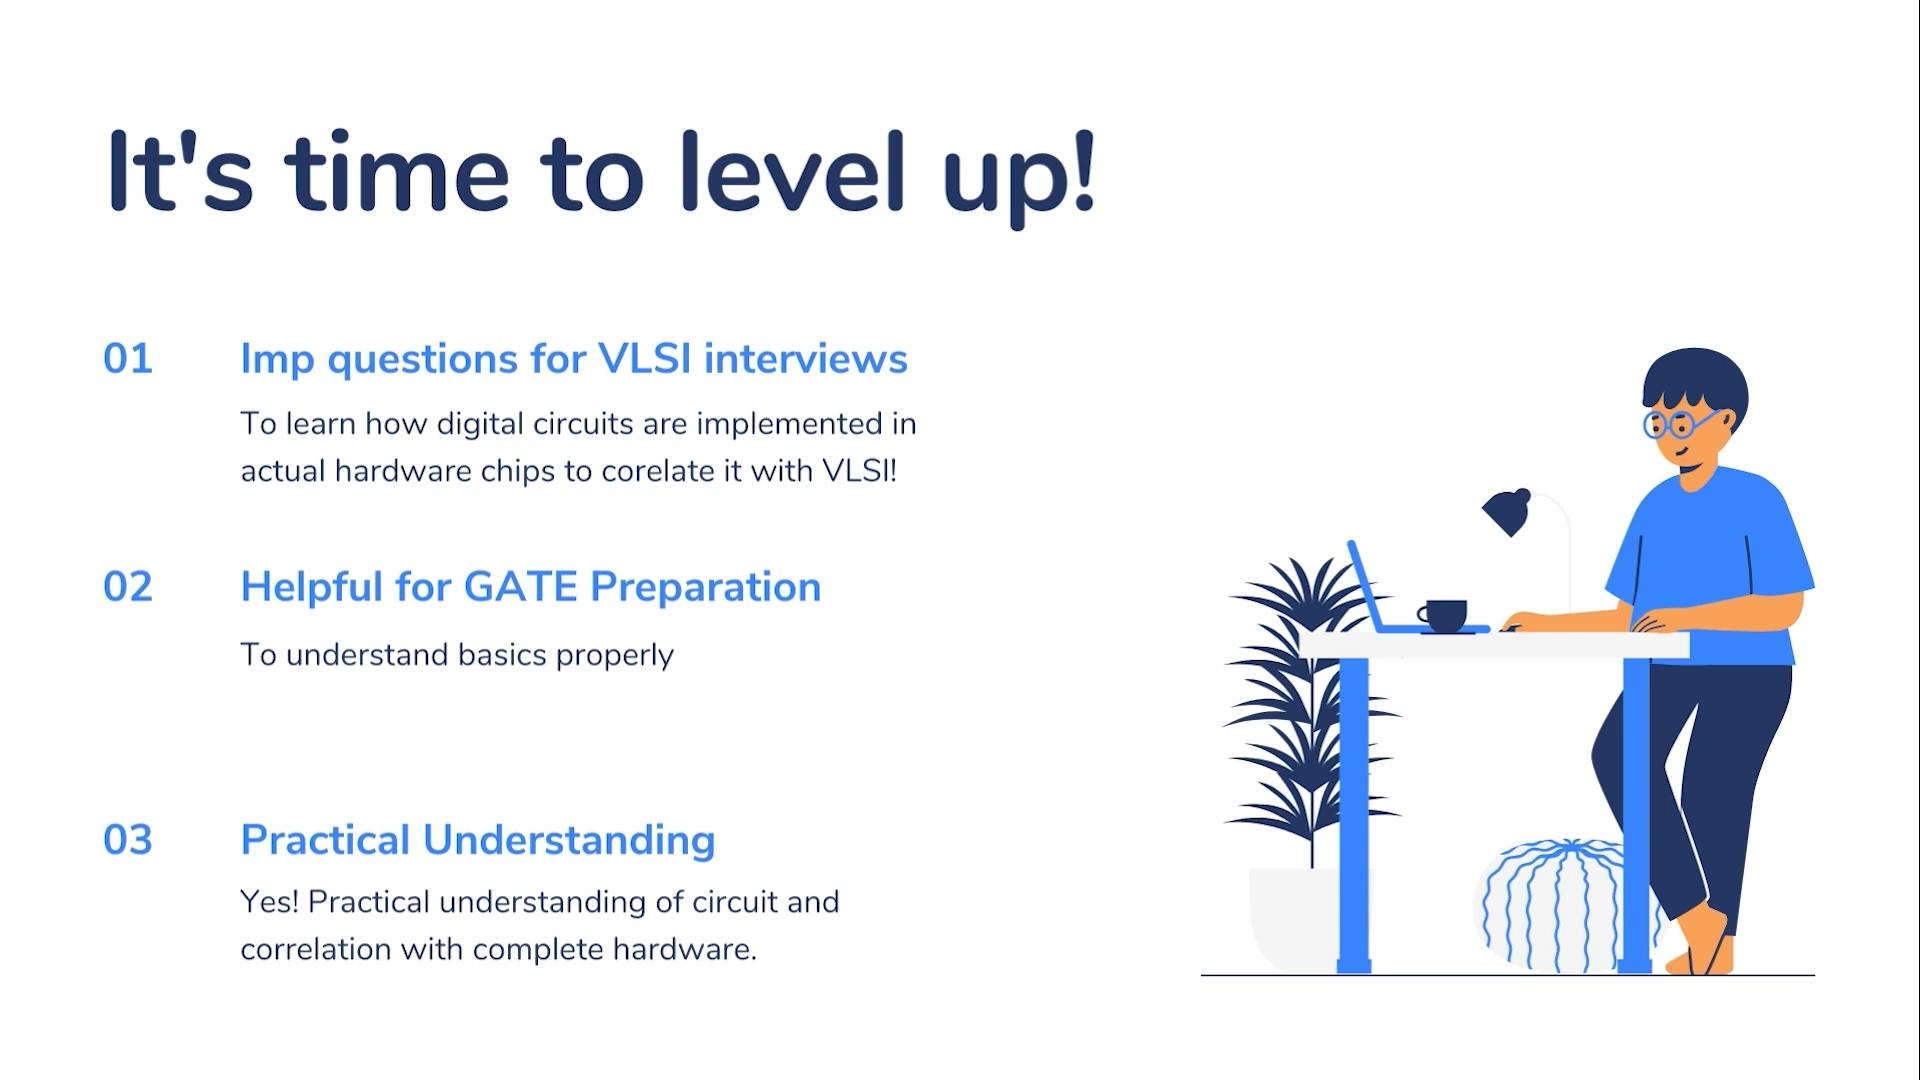 It's time to level up!
01
Imp questions for VLSI interviews
To learn how digital circuits are implemented in
actual hardware chips to corelate it with VLSI!
02
Helpful for GATE Preparation
To understand basics properly
03
Practical Understanding
Yes! Practical understanding of circuit and
correlation with complete hardware.